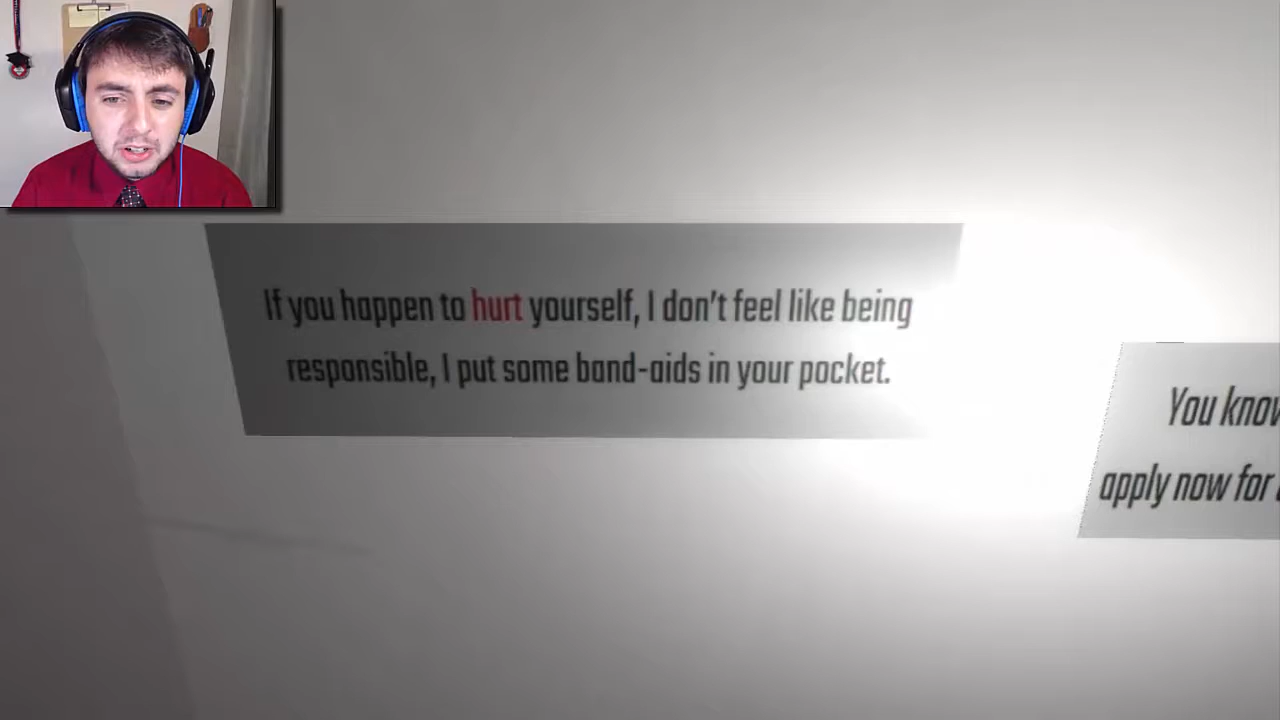 If you happen to hurt yourself, I don't feel like being
responsible, I put some band-aids in your pocket.
You know
apply now for